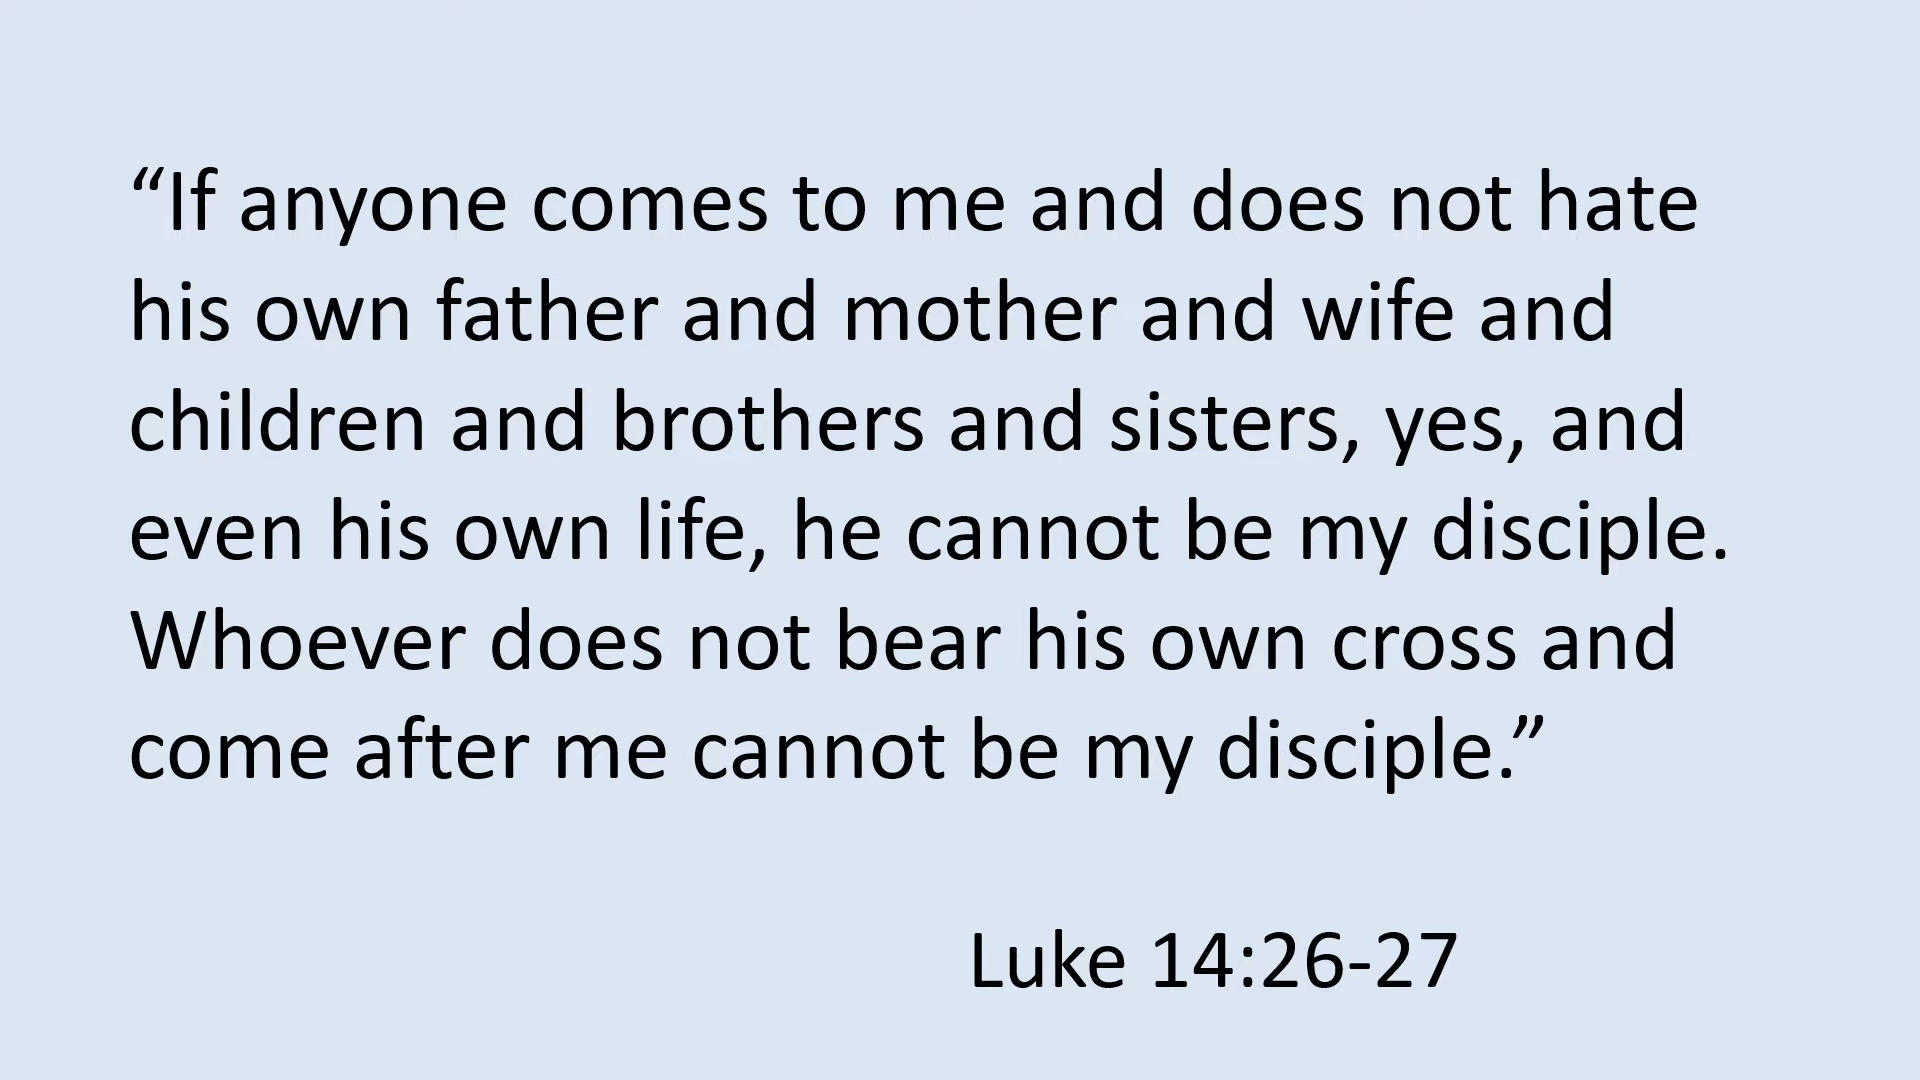 “If anyone comes to me and does not hate
his own father and mother and wife and
children and brothers and sisters, yes, and
even his own life, he cannot be my disciple.
Whoever does not bear his own cross and
come after me cannot be my disciple.”
Luke 14:26-27